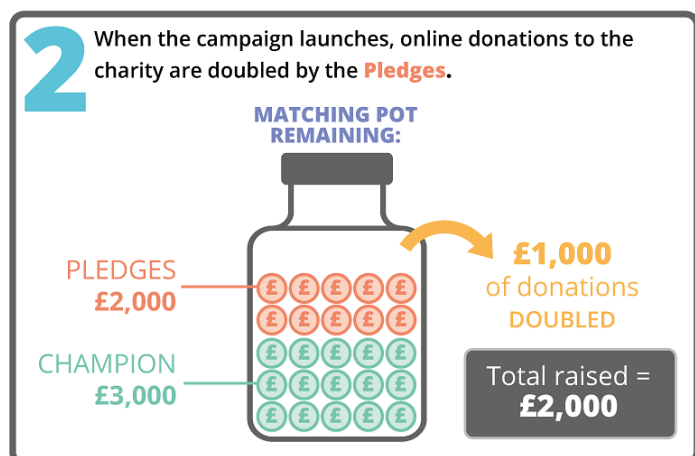 2
When the campaign launches, online donations to the
charity are doubled by the Pledges.
MATCHING POT
REMAINING:
PLEDGES
£2,000
CHAMPION
£3,000
£ £ £ £ £
£ £ £ £ £
£ £ £ £ £
£ £ £ £ £
£ £ £ £ £
£1,000
of donations
DOUBLED
Total raised =
£2,000